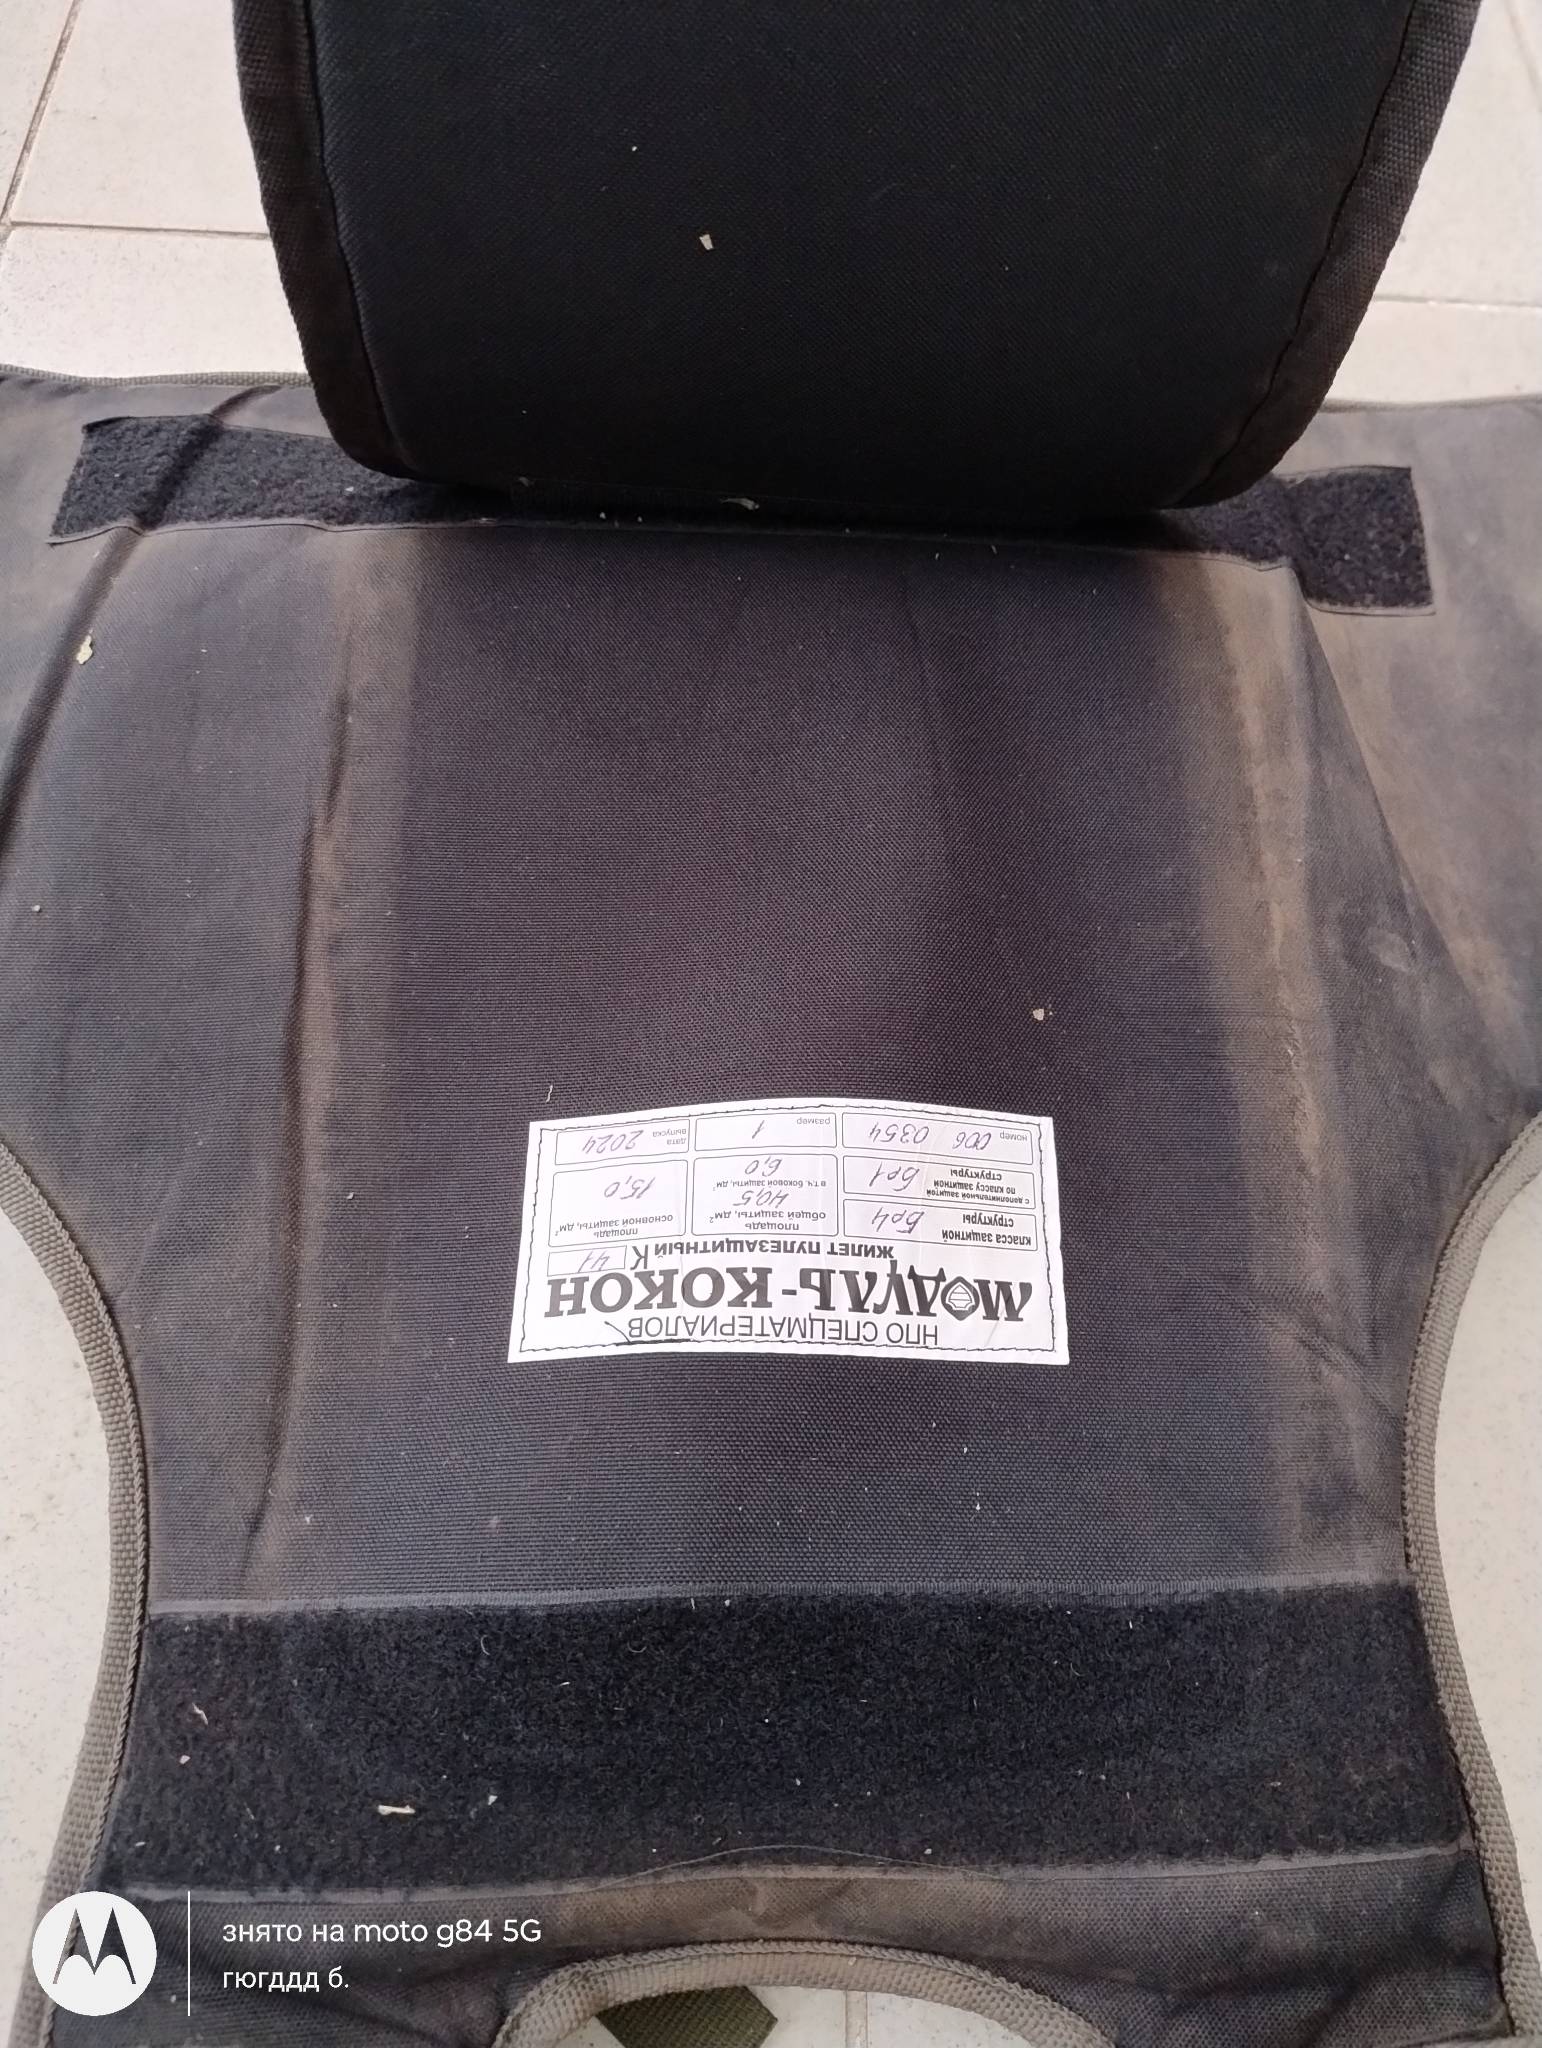 НПО СПЕЦМАТЕРИАЛОВ
МОДУЛЬ-КОКОН
ЖИЛЕТ ПУЛЕЗАЩИТНЫЙ К 41
класса защитной структуры Бр4
площадь общей защиты, дм² 40,5
в т.ч. боковой защиты, дм² 6,0
площадь основной защиты, дм² 15,0
с дополнительной защитой по классу защитной структуры Бр1
номер 006 0354
размер 1
дата выпуска 2024
знято на moto g84 5G
гюгддд б.